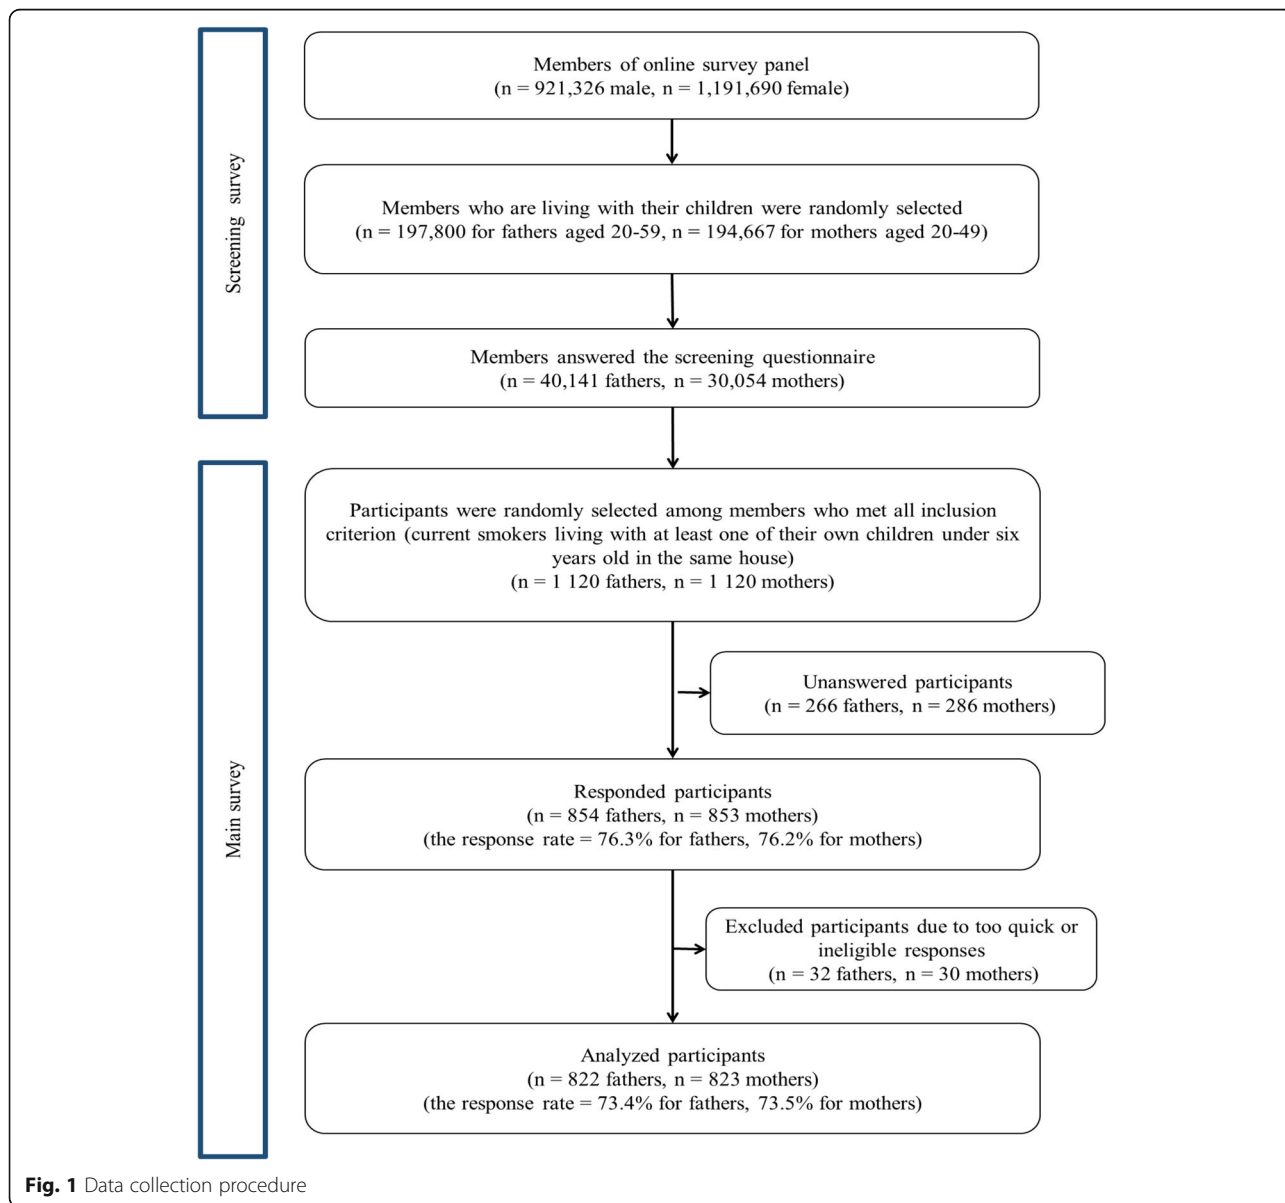 Screening survey
Members of online survey panel
(n = 921,326 male, n = 1,191,690 female)
Members who are living with their children were randomly selected
(n = 197,800 for fathers aged 20-59, n = 194,667 for mothers aged 20-49)
Members answered the screening questionnaire
(n = 40,141 fathers, n = 30,054 mothers)
Main survey
Participants were randomly selected among members who met all inclusion
criterion (current smokers living with at least one of their own children under six
years old in the same house)
(n = 1 120 fathers, n = 1 120 mothers)
Unanswered participants
(n = 266 fathers, n = 286 mothers)
Responded participants
(n = 854 fathers, n = 853 mothers)
(the response rate = 76.3% for fathers, 76.2% for mothers)
Excluded participants due to too quick or
ineligible responses
(n = 32 fathers, n = 30 mothers)
Analyzed participants
(n = 822 fathers, n = 823 mothers)
(the response rate = 73.4% for fathers, 73.5% for mothers)
Fig. 1 Data collection procedure